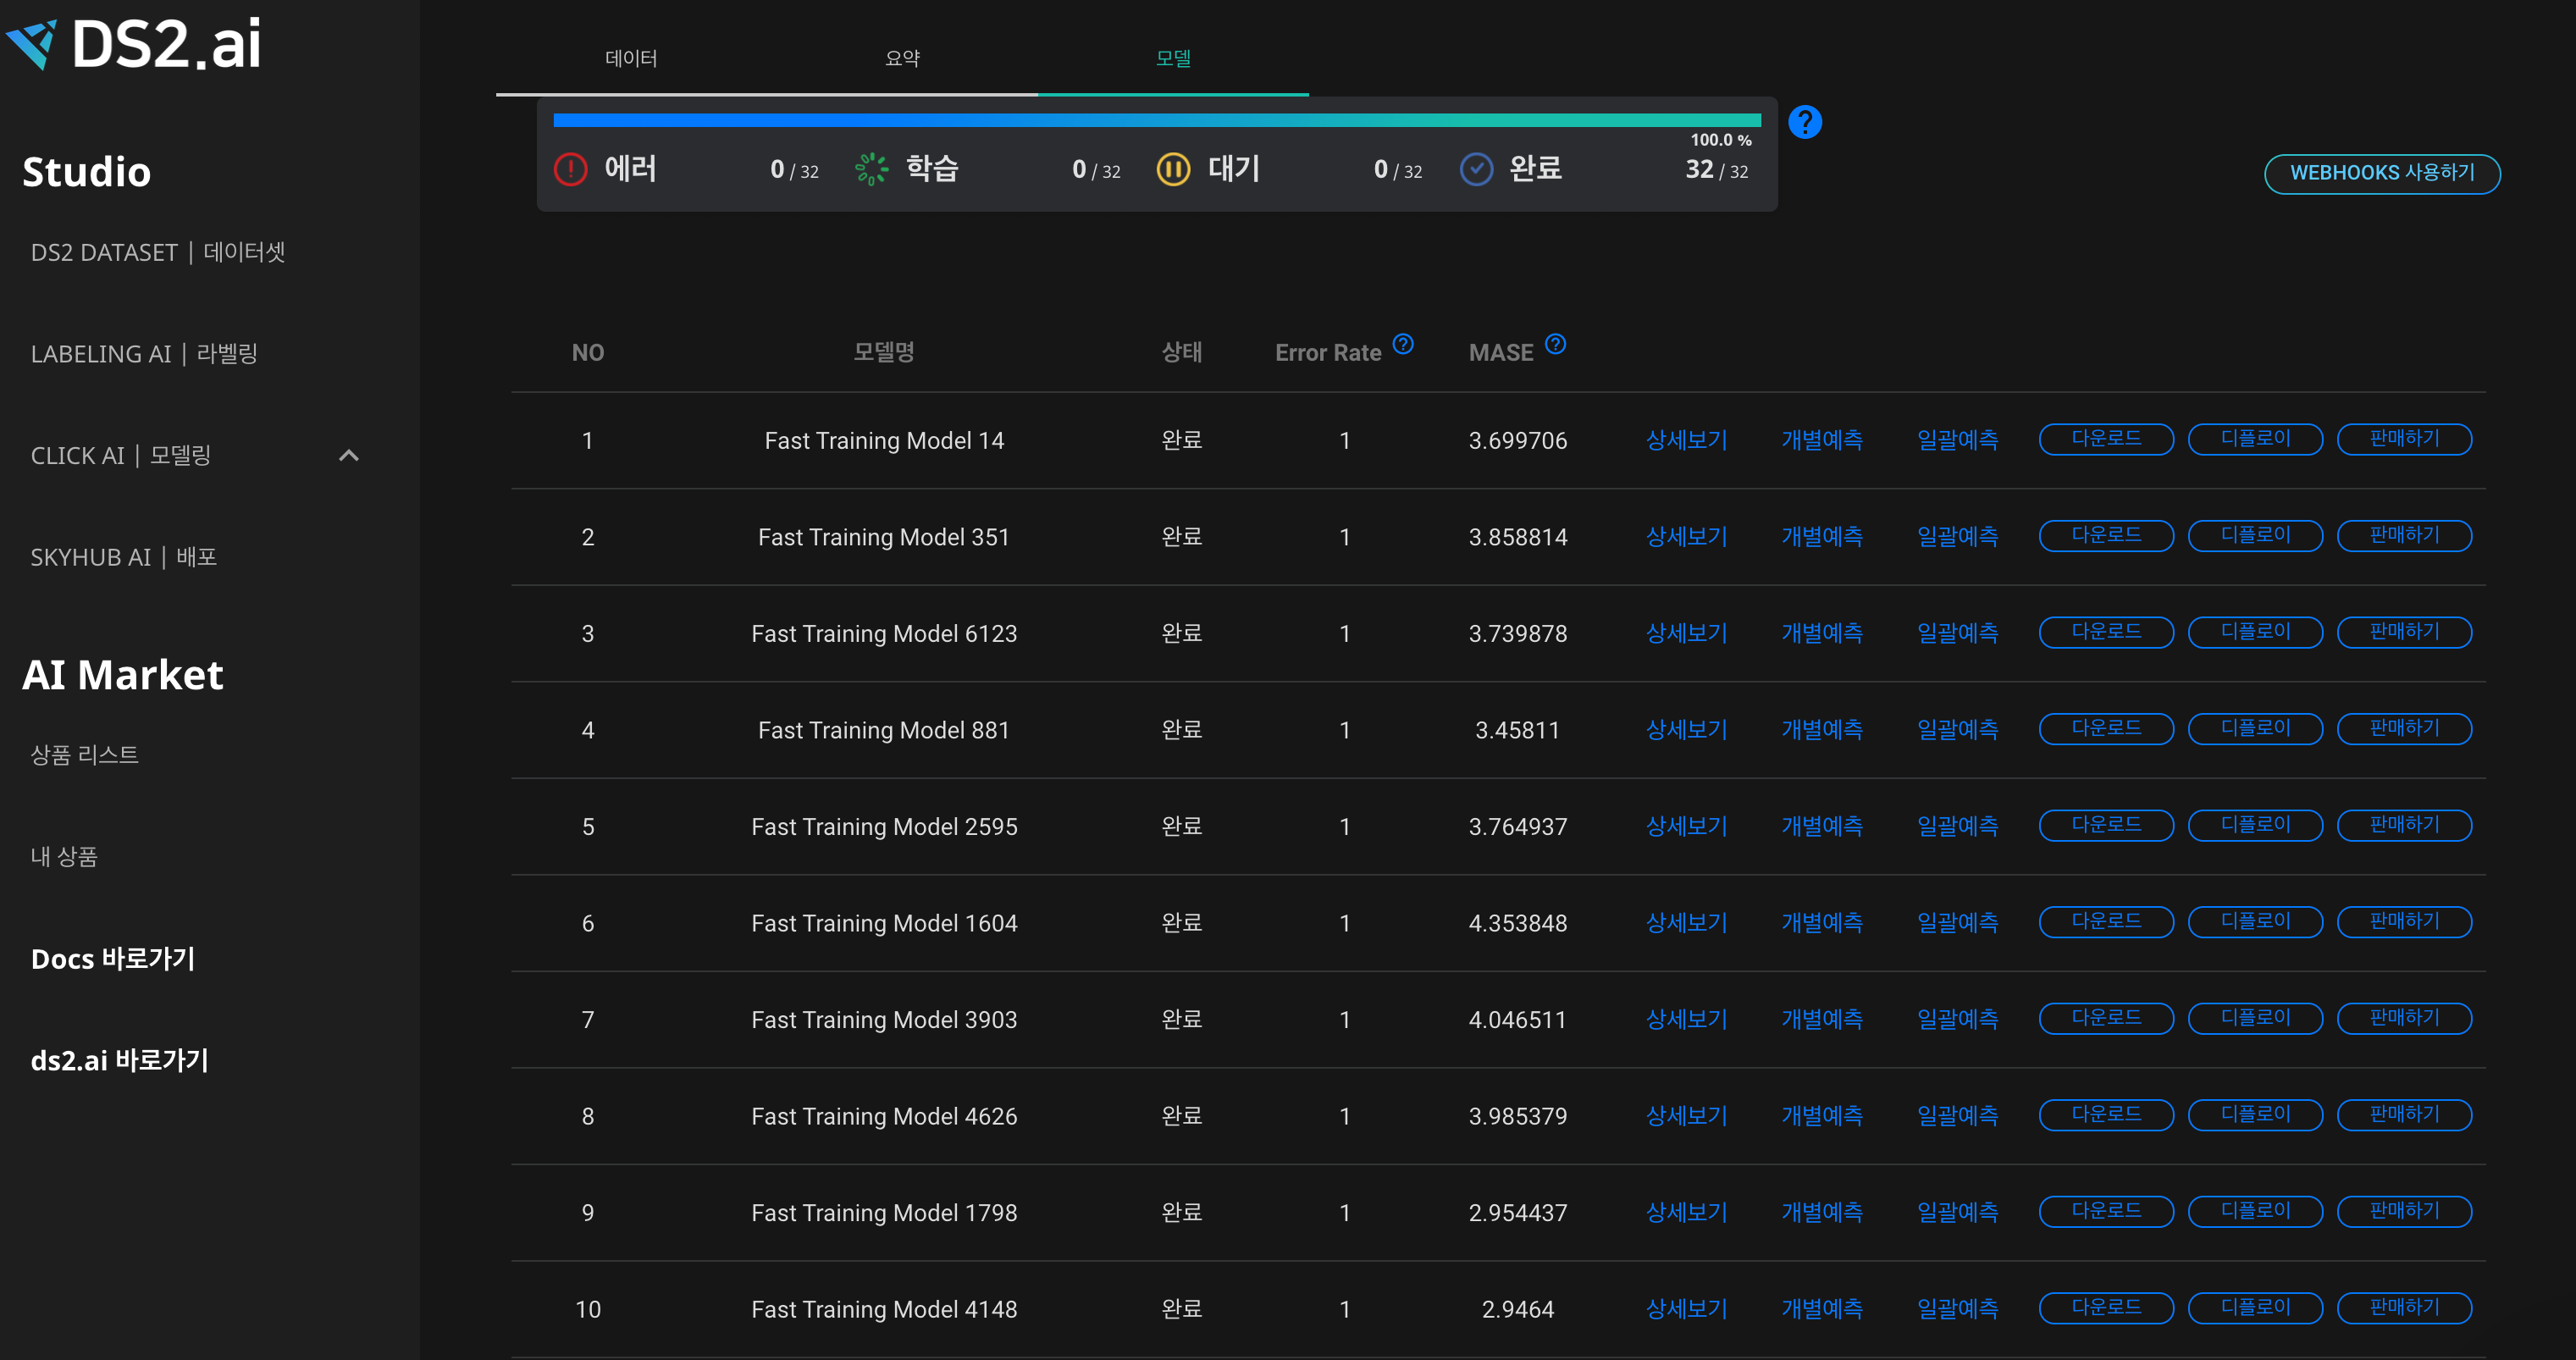 DS2.ai
데이터 요약 모델
100.0 %
에러 0 / 32 학습 0 / 32 대기 0 / 32 완료 32 / 32
WEBHOOKS 사용하기
Studio
DS2 DATASET | 데이터셋
LABELING AI | 라벨링
CLICK AI | 모델링
SKYHUB AI | 배포
AI Market
상품 리스트
내 상품
Docs 바로가기
ds2.ai 바로가기
NO 모델명 상태 Error Rate ? MASE ?
1 Fast Training Model 14 완료 1 3.699706 상세보기 개별예측 일괄예측 다운로드 디플로이 판매하기
2 Fast Training Model 351 완료 1 3.858814 상세보기 개별예측 일괄예측 다운로드 디플로이 판매하기
3 Fast Training Model 6123 완료 1 3.739878 상세보기 개별예측 일괄예측 다운로드 디플로이 판매하기
4 Fast Training Model 881 완료 1 3.45811 상세보기 개별예측 일괄예측 다운로드 디플로이 판매하기
5 Fast Training Model 2595 완료 1 3.764937 상세보기 개별예측 일괄예측 다운로드 디플로이 판매하기
6 Fast Training Model 1604 완료 1 4.353848 상세보기 개별예측 일괄예측 다운로드 디플로이 판매하기
7 Fast Training Model 3903 완료 1 4.046511 상세보기 개별예측 일괄예측 다운로드 디플로이 판매하기
8 Fast Training Model 4626 완료 1 3.985379 상세보기 개별예측 일괄예측 다운로드 디플로이 판매하기
9 Fast Training Model 1798 완료 1 2.954437 상세보기 개별예측 일괄예측 다운로드 디플로이 판매하기
10 Fast Training Model 4148 완료 1 2.9464 상세보기 개별예측 일괄예측 다운로드 디플로이 판매하기